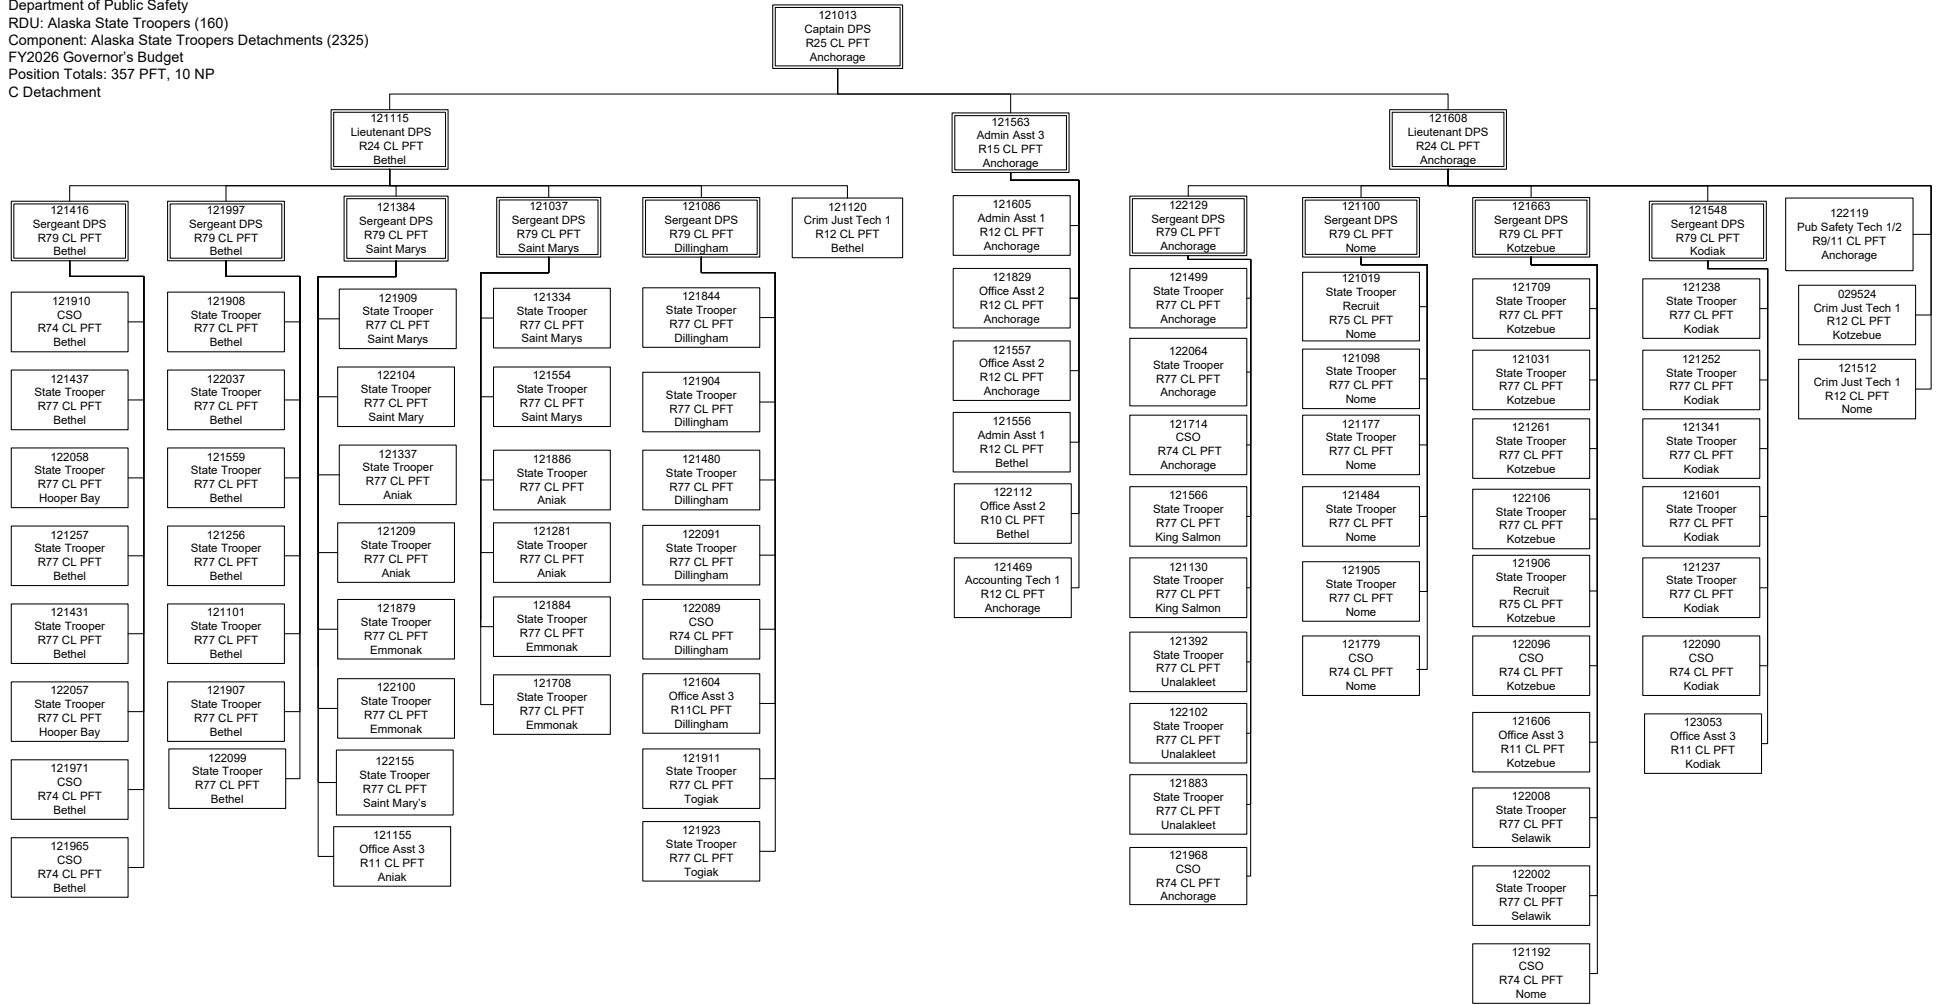 Department of Public Safety
RDU: Alaska State Troopers (160)
Component: Alaska State Troopers Detachments (2325)
FY2026 Governor's Budget
Position Totals: 357 PFT, 10 NP
C Detachment
121013
Captain DPS
R25 CL PFT
Anchorage
121115
Lieutenant DPS
R24 CL PFT
Bethel
121563
Admin Asst 3
R15 CL PFT
Anchorage
121608
Lieutenant DPS
R24 CL PFT
Anchorage
121416
Sergeant DPS
R79 CL PFT
Bethel
121910
CSO
R74 CL PFT
Bethel
121437
State Trooper
R77 CL PFT
Bethel
122058
State Trooper
R77 CL PFT
Hooper Bay
121257
State Trooper
R77 CL PFT
Bethel
121431
State Trooper
R77 CL PFT
Bethel
122057
State Trooper
R77 CL PFT
Hooper Bay
121971
CSO
R74 CL PFT
Bethel
121965
CSO
R74 CL PFT
Bethel
121997
Sergeant DPS
R79 CL PFT
Bethel
121908
State Trooper
R77 CL PFT
Bethel
122037
State Trooper
R77 CL PFT
Bethel
121559
State Trooper
R77 CL PFT
Bethel
121256
State Trooper
R77 CL PFT
Bethel
121101
State Trooper
R77 CL PFT
Bethel
121907
State Trooper
R77 CL PFT
Bethel
122099
State Trooper
R77 CL PFT
Bethel
121384
Sergeant DPS
R79 CL PFT
Saint Marys
121909
State Trooper
R77 CL PFT
Saint Marys
122104
State Trooper
R77 CL PFT
Saint Mary
121337
State Trooper
R77 CL PFT
Aniak
121209
State Trooper
R77 CL PFT
Aniak
121879
State Trooper
R77 CL PFT
Emmonak
122100
State Trooper
R77 CL PFT
Emmonak
122155
State Trooper
R77 CL PFT
Saint Mary's
121155
Office Asst 3
R11 CL PFT
Aniak
121037
Sergeant DPS
R79 CL PFT
Saint Marys
121334
State Trooper
R77 CL PFT
Saint Marys
121554
State Trooper
R77 CL PFT
Saint Marys
121886
State Trooper
R77 CL PFT
Aniak
121281
State Trooper
R77 CL PFT
Aniak
121884
State Trooper
R77 CL PFT
Emmonak
121708
State Trooper
R77 CL PFT
Emmonak
121086
Sergeant DPS
R79 CL PFT
Dillingham
121844
State Trooper
R77 CL PFT
Dillingham
121904
State Trooper
R77 CL PFT
Dillingham
121480
State Trooper
R77 CL PFT
Dillingham
122091
State Trooper
R77 CL PFT
Dillingham
122089
CSO
R74 CL PFT
Dillingham
121604
Office Asst 3
R11CL PFT
Dillingham
121911
State Trooper
R77 CL PFT
Togiak
121923
State Trooper
R77 CL PFT
Togiak
121120
Crim Just Tech 1
R12 CL PFT
Bethel
121605
Admin Asst 1
R12 CL PFT
Anchorage
121829
Office Asst 2
R12 CL PFT
Anchorage
121557
Office Asst 2
R12 CL PFT
Anchorage
121556
Admin Asst 1
R12 CL PFT
Bethel
122112
Office Asst 2
R10 CL PFT
Bethel
121469
Accounting Tech 1
R12 CL PFT
Anchorage
122129
Sergeant DPS
R79 CL PFT
Anchorage
121499
State Trooper
R77 CL PFT
Anchorage
122064
State Trooper
R77 CL PFT
Anchorage
121714
CSO
R74 CL PFT
Anchorage
121566
State Trooper
R77 CL PFT
King Salmon
121130
State Trooper
R77 CL PFT
King Salmon
121392
State Trooper
R77 CL PFT
Unalakleet
122102
State Trooper
R77 CL PFT
Unalakleet
121883
State Trooper
R77 CL PFT
Unalakleet
121968
CSO
R74 CL PFT
Anchorage
121100
Sergeant DPS
R79 CL PFT
Nome
121019
State Trooper
Recruit
R75 CL PFT
Nome
121098
State Trooper
R77 CL PFT
Nome
121177
State Trooper
R77 CL PFT
Nome
121484
State Trooper
R77 CL PFT
Nome
121905
State Trooper
R77 CL PFT
Nome
121779
CSO
R74 CL PFT
Nome
121663
Sergeant DPS
R79 CL PFT
Kotzebue
121709
State Trooper
R77 CL PFT
Kotzebue
121031
State Trooper
R77 CL PFT
Kotzebue
121261
State Trooper
R77 CL PFT
Kotzebue
122106
State Trooper
R77 CL PFT
Kotzebue
121906
State Trooper
Recruit
R75 CL PFT
Kotzebue
122096
CSO
R74 CL PFT
Kotzebue
121606
Office Asst 3
R11 CL PFT
Kotzebue
122008
State Trooper
R77 CL PFT
Selawik
122002
State Trooper
R77 CL PFT
Selawik
121192
CSO
R74 CL PFT
Nome
121548
Sergeant DPS
R79 CL PFT
Kodiak
121238
State Trooper
R77 CL PFT
Kodiak
121252
State Trooper
R77 CL PFT
Kodiak
121341
State Trooper
R77 CL PFT
Kodiak
121601
State Trooper
R77 CL PFT
Kodiak
121237
State Trooper
R77 CL PFT
Kodiak
122090
CSO
R74 CL PFT
Kodiak
123053
Office Asst 3
R11 CL PFT
Kodiak
122119
Pub Safety Tech 1/2
R9/11 CL PFT
Anchorage
029524
Crim Just Tech 1
R12 CL PFT
Kotzebue
121512
Crim Just Tech 1
R12 CL PFT
Nome